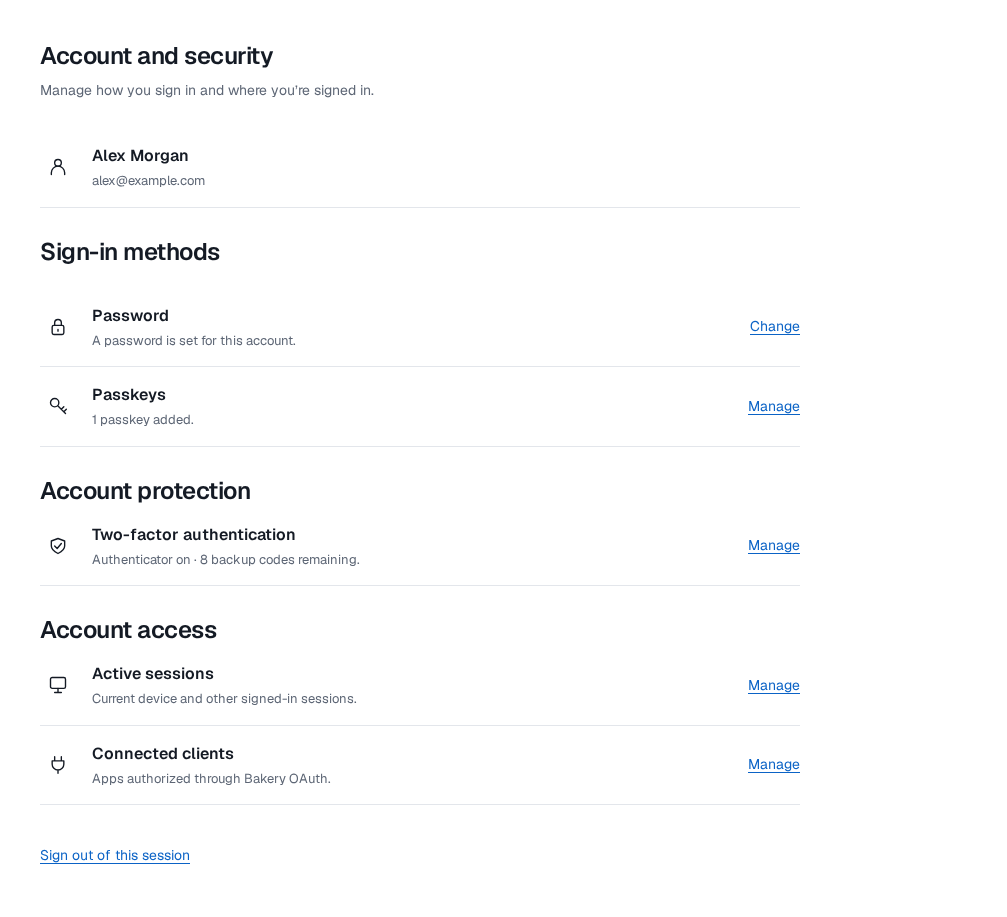 Account and security
Manage how you sign in and where you're signed in.
Alex Morgan
alex@example.com
Sign-in methods
Password
A password is set for this account.
Change
Passkeys
1 passkey added.
Manage
Account protection
Two-factor authentication
Authenticator on · 8 backup codes remaining.
Manage
Account access
Active sessions
Current device and other signed-in sessions.
Manage
Connected clients
Apps authorized through Bakery OAuth.
Manage
Sign out of this session